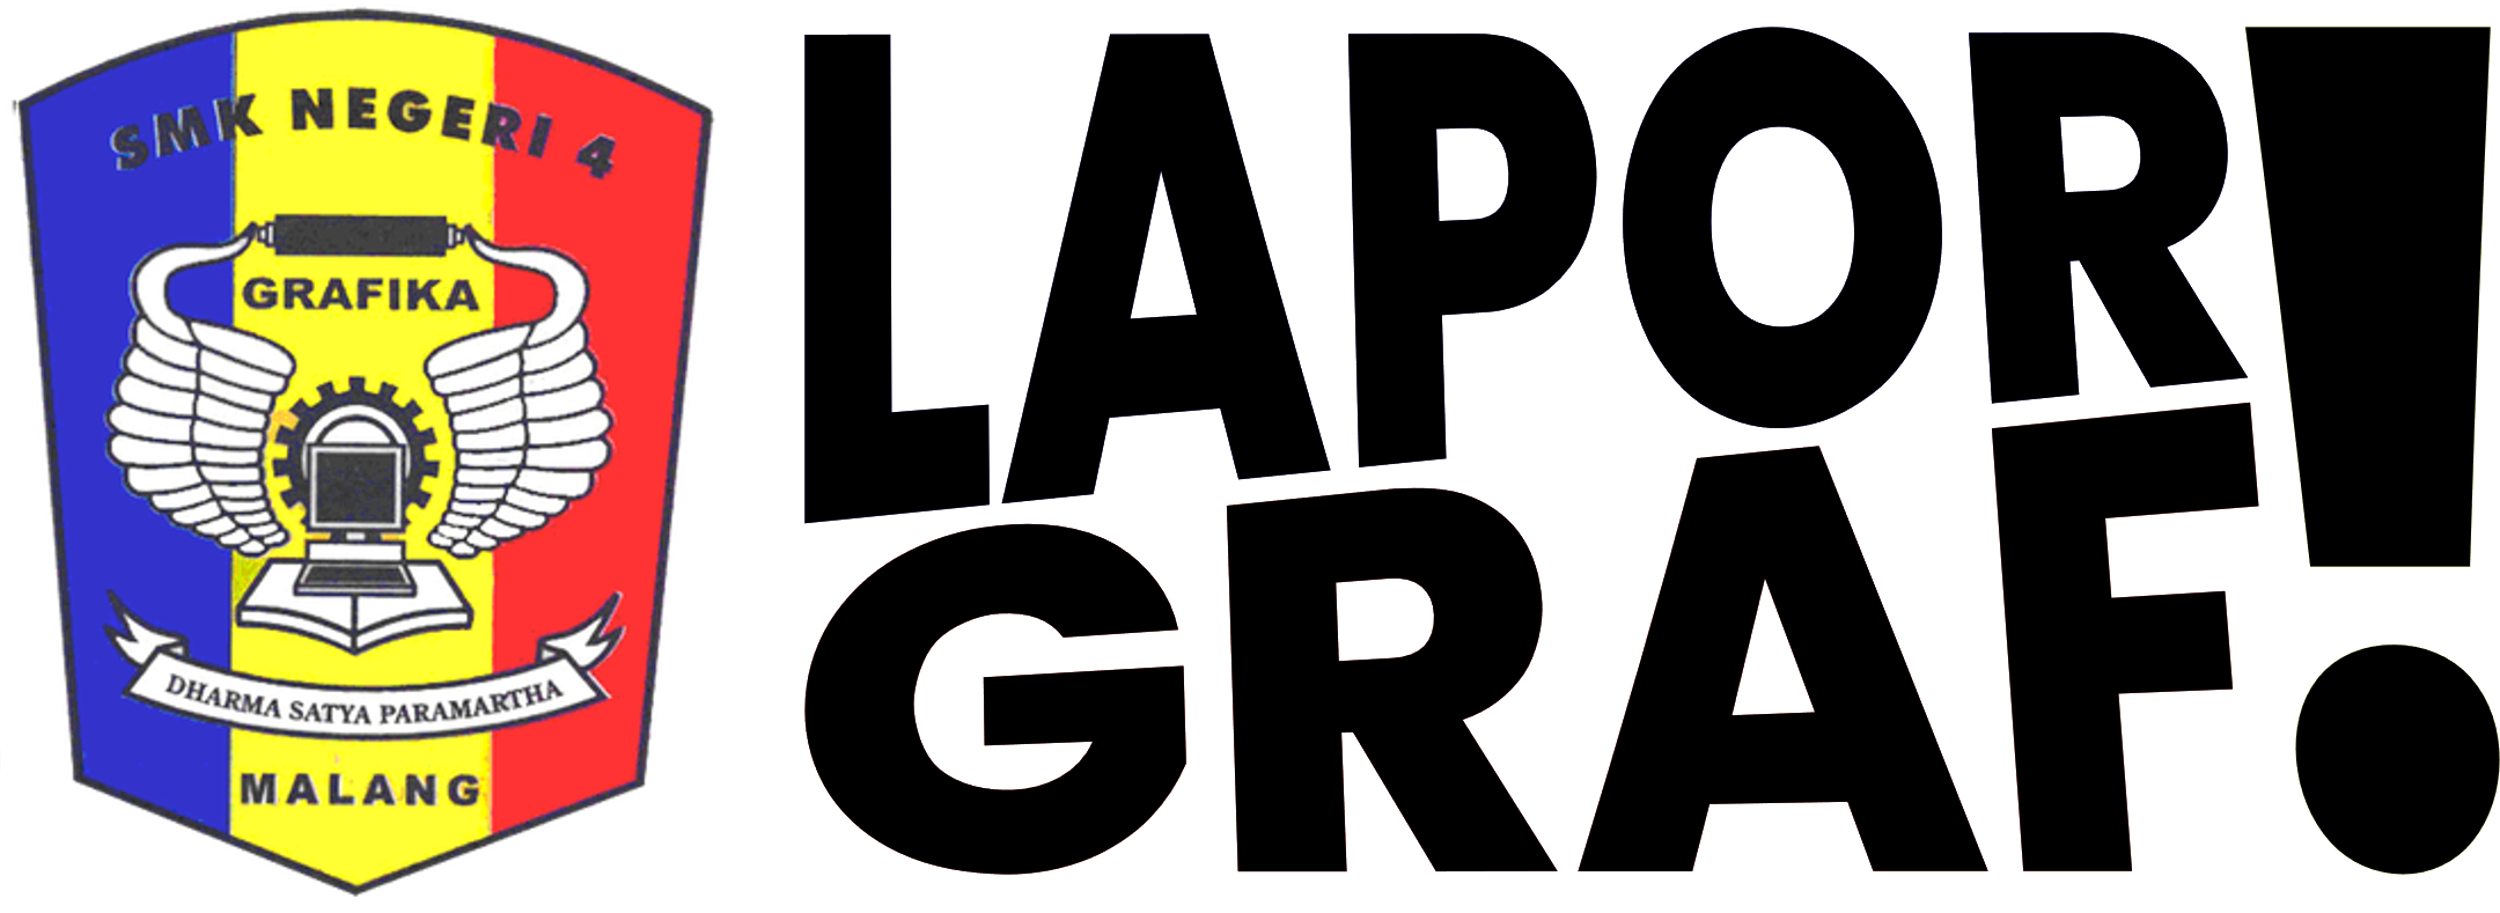 SMK NEGERI 4
GRAFIKA
DHARMA SATYA PARAMARTHA
MALANG
LAPOR
GRAF!